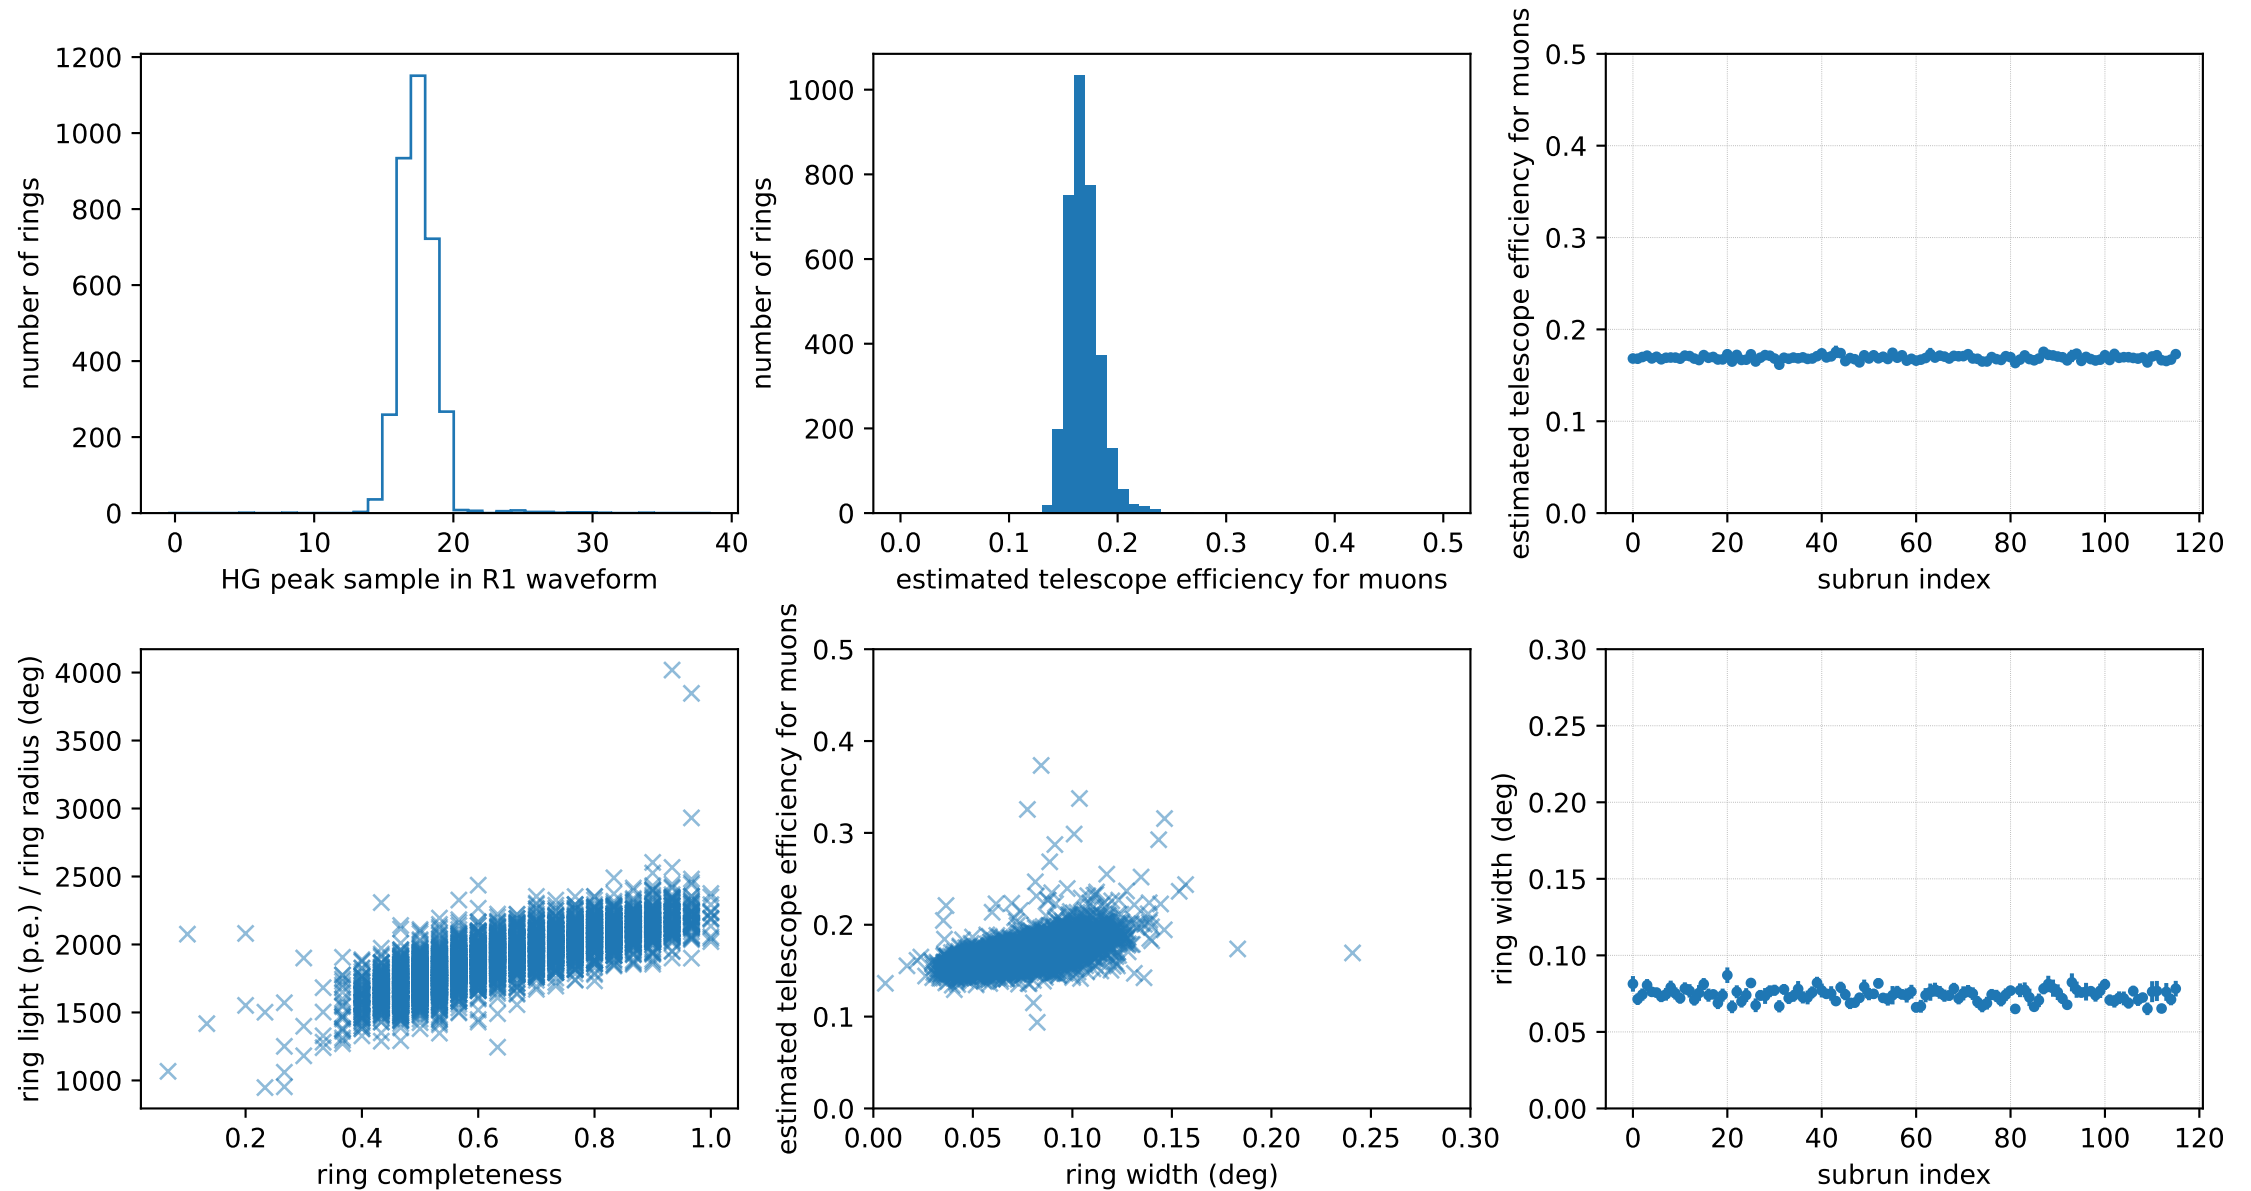 1200
1000
800
600
400
200
0
number of rings
0 10 20 30 40
HG peak sample in R1 waveform
1000
800
600
400
200
0
number of rings
0.0 0.1 0.2 0.3 0.4 0.5
estimated telescope efficiency for muons
0.5
0.4
0.3
0.2
0.1
0.0
estimated telescope efficiency for muons
0 20 40 60 80 100 120
subrun index
4000
3500
3000
2500
2000
1500
1000
ring light (p.e.) / ring radius (deg)
0.2 0.4 0.6 0.8 1.0
ring completeness
0.5
0.4
0.3
0.2
0.1
0.0
estimated telescope efficiency for muons
0.00 0.05 0.10 0.15 0.20 0.25 0.30
ring width (deg)
0.30
0.25
0.20
0.15
0.10
0.05
0.00
ring width (deg)
0 20 40 60 80 100 120
subrun index